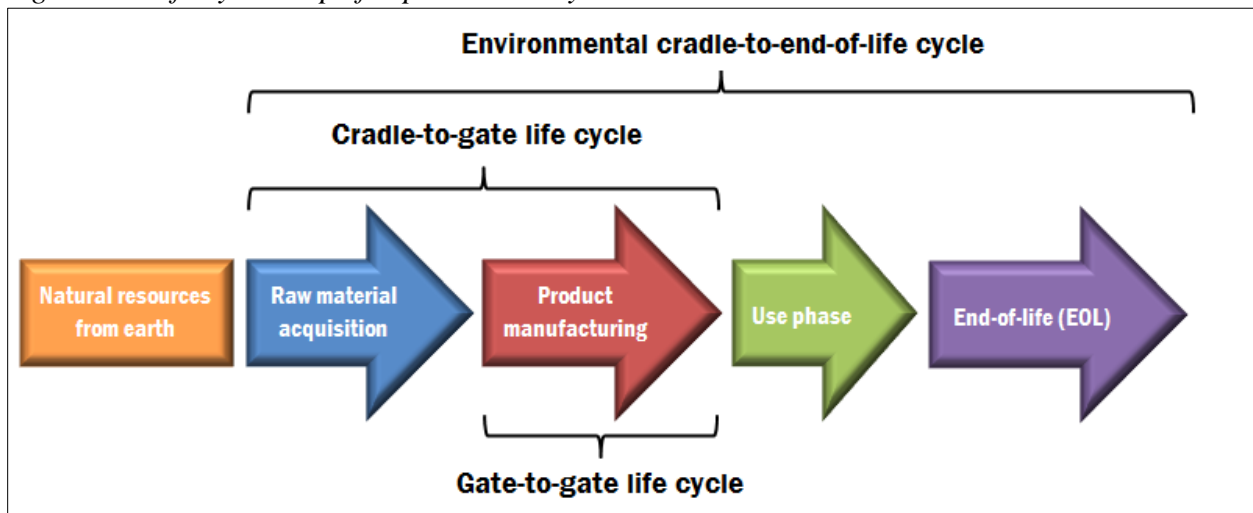 Environmental cradle-to-end-of-life cycle
Cradle-to-gate life cycle
Natural resources
from earth
Raw material
acquisition
Product
manufacturing
Use phase
End-of-life (EOL)
Gate-to-gate life cycle